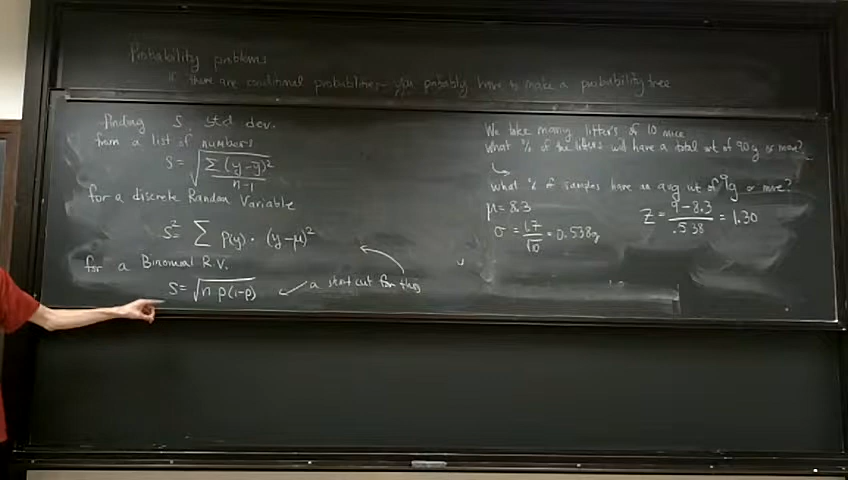 Probability problems
If there are conditional probabilities - you probably have to make a probability tree
finding S. std dev.
from a list of numbers
S = √(Σ(y-ȳ)² / n-1)
for a discrete Random Variable
S² = Σ p(y) · (y-μ)²
for a Binomial R.V.
S = √n p(1-p) ← a short cut for this
We take many litters of 10 mice
what % of the litters will have a total wt of 90g or more?
what % of samples have an avg wt of 9g or more?
μ = 8.3
σ = 1.7/√10 = 0.538g
Z = 9-8.3/.538 = 1.30